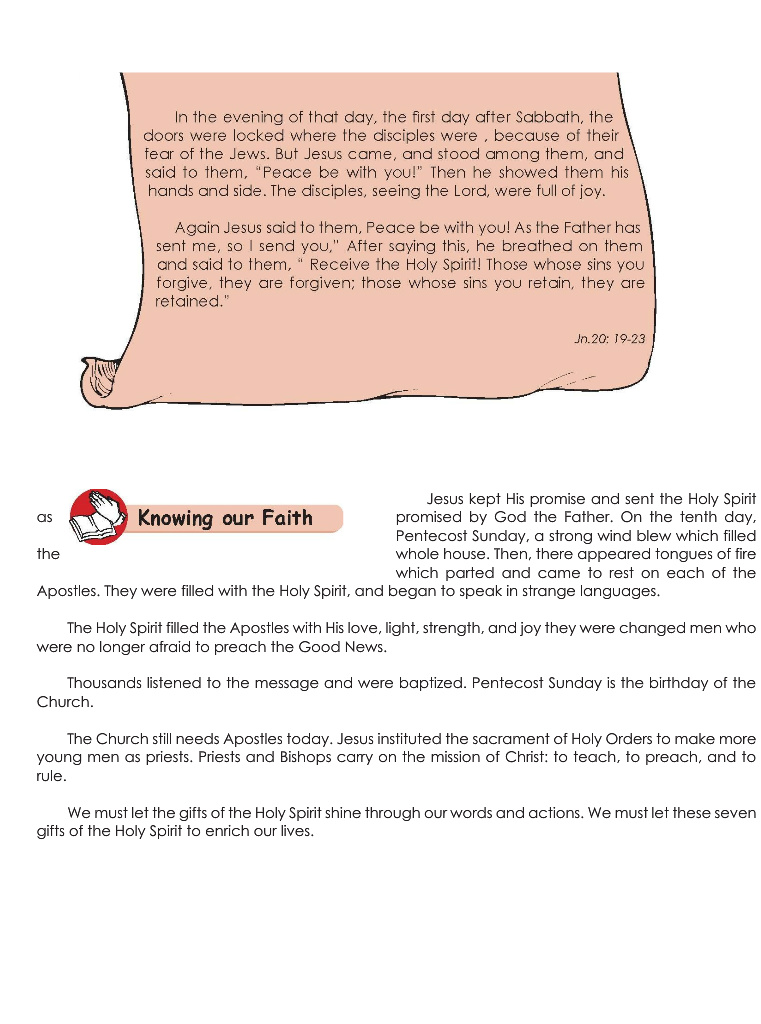 In the evening of that day, the first day after Sabbath, the
doors were locked where the disciples were , because of their
fear of the Jews. But Jesus came, and stood among them, and
said to them, “Peace be with you!” Then he showed them his
hands and side. The disciples, seeing the Lord, were full of joy.
Again Jesus said to them, Peace be with you! As the Father has
sent me, so I send you,” After saying this, he breathed on them
and said to them, “ Receive the Holy Spirit! Those whose sins you
forgive, they are forgiven; those whose sins you retain, they are
retained.”
Jn.20: 19-23
Knowing our Faith
Jesus kept His promise and sent the Holy Spirit
as promised by God the Father. On the tenth day,
Pentecost Sunday, a strong wind blew which filled
the whole house. Then, there appeared tongues of fire
which parted and came to rest on each of the
Apostles. They were filled with the Holy Spirit, and began to speak in strange languages.
The Holy Spirit filled the Apostles with His love, light, strength, and joy they were changed men who
were no longer afraid to preach the Good News.
Thousands listened to the message and were baptized. Pentecost Sunday is the birthday of the
Church.
The Church still needs Apostles today. Jesus instituted the sacrament of Holy Orders to make more
young men as priests. Priests and Bishops carry on the mission of Christ: to teach, to preach, and to
rule.
We must let the gifts of the Holy Spirit shine through our words and actions. We must let these seven
gifts of the Holy Spirit to enrich our lives.